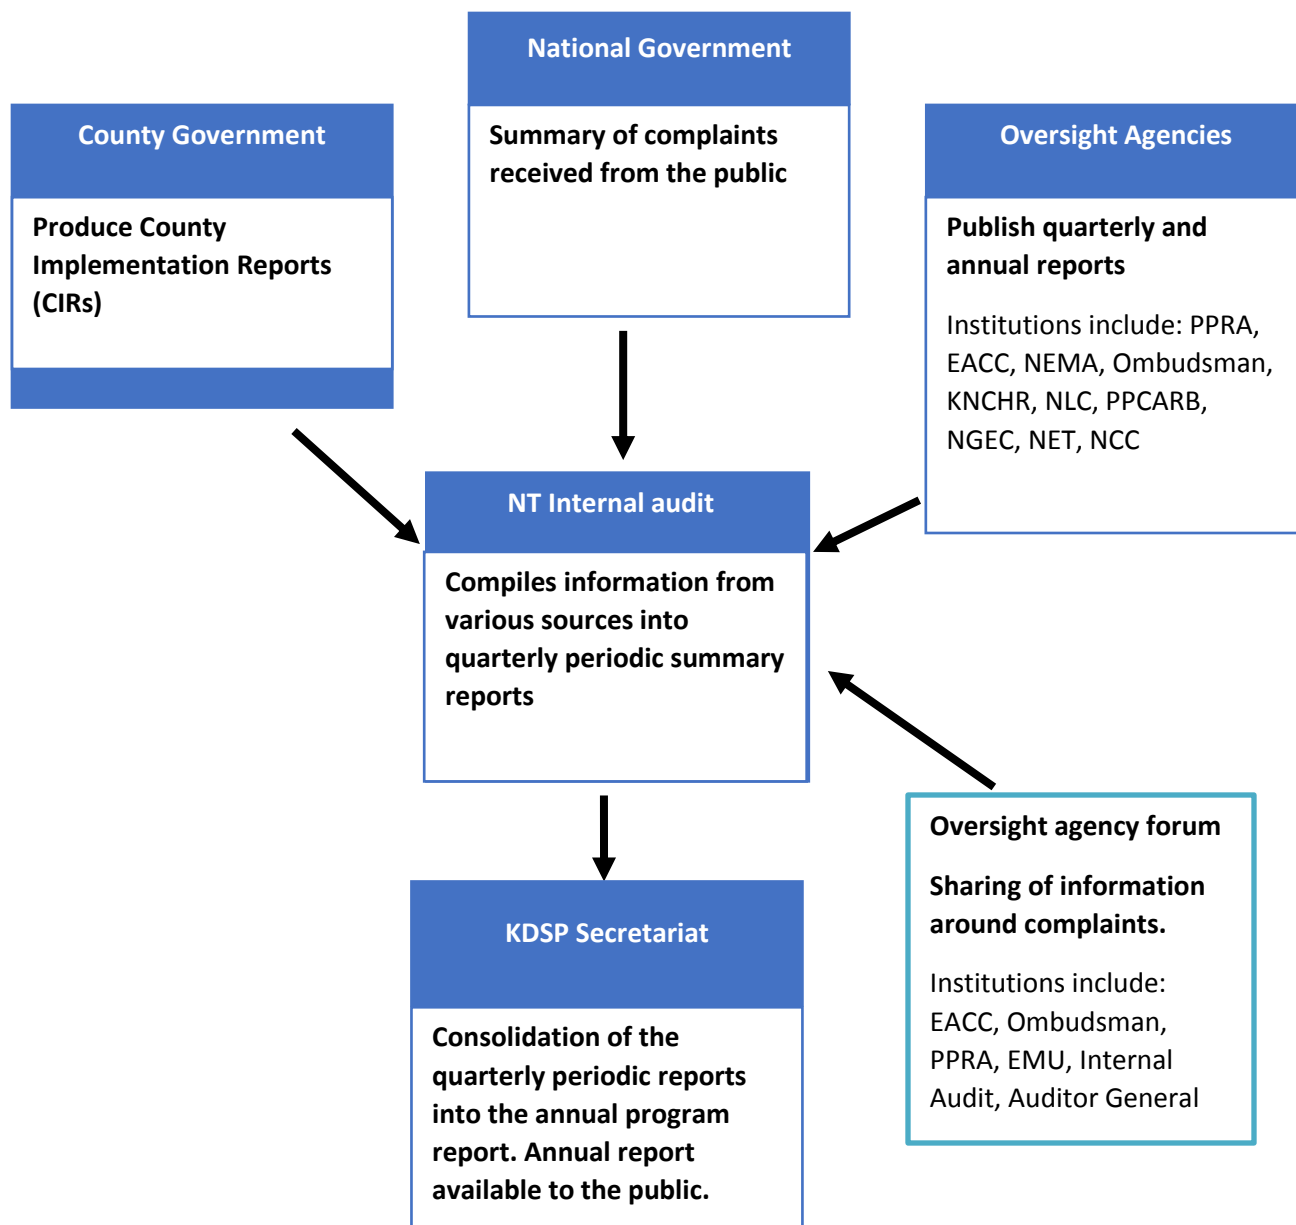 National Government
Summary of complaints
received from the public
County Government
Produce County
Implementation Reports
(CIRs)
Oversight Agencies
Publish quarterly and
annual reports
Institutions include: PPRA,
EACC, NEMA, Ombudsman,
KNCHR, NLC, PPCARB,
NGEC, NET, NCC
NT Internal audit
Compiles information from
various sources into
quarterly periodic summary
reports
Oversight agency forum
Sharing of information
around complaints.
Institutions include:
EACC, Ombudsman,
PPRA, EMU, Internal
Audit, Auditor General
KDSP Secretariat
Consolidation of the
quarterly periodic reports
into the annual program
report. Annual report
available to the public.